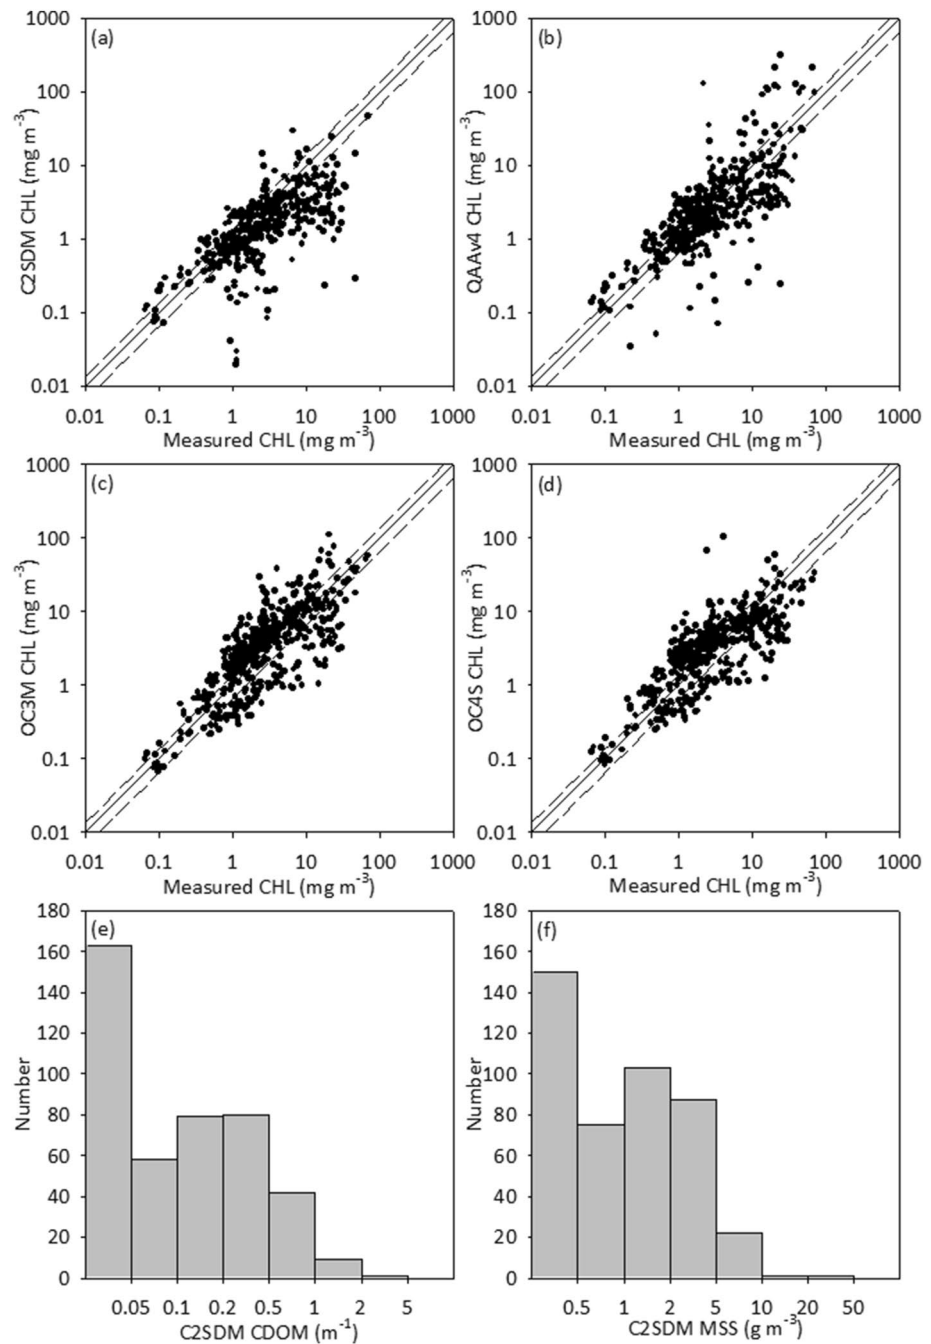 (a)
1000
100
10
1
0.1
0.01
C2SDM CHL (mg m⁻³)
0.01 0.1 1 10 100 1000
Measured CHL (mg m⁻³)
(b)
1000
100
10
1
0.1
0.01
QAAv4 CHL (mg m⁻³)
0.01 0.1 1 10 100 1000
Measured CHL (mg m⁻³)
(c)
1000
100
10
1
0.1
0.01
OC3M CHL (mg m⁻³)
0.01 0.1 1 10 100 1000
Measured CHL (mg m⁻³)
(d)
1000
100
10
1
0.1
0.01
OC4S CHL (mg m⁻³)
0.01 0.1 1 10 100 1000
Measured CHL (mg m⁻³)
(e)
180
160
140
120
100
80
60
40
20
0
Number
0.05 0.1 0.2 0.5 1 2 5
C2SDM CDOM (m⁻¹)
(f)
180
160
140
120
100
80
60
40
20
0
Number
0.5 1 2 5 10 20 50
C2SDM MSS (g m⁻³)